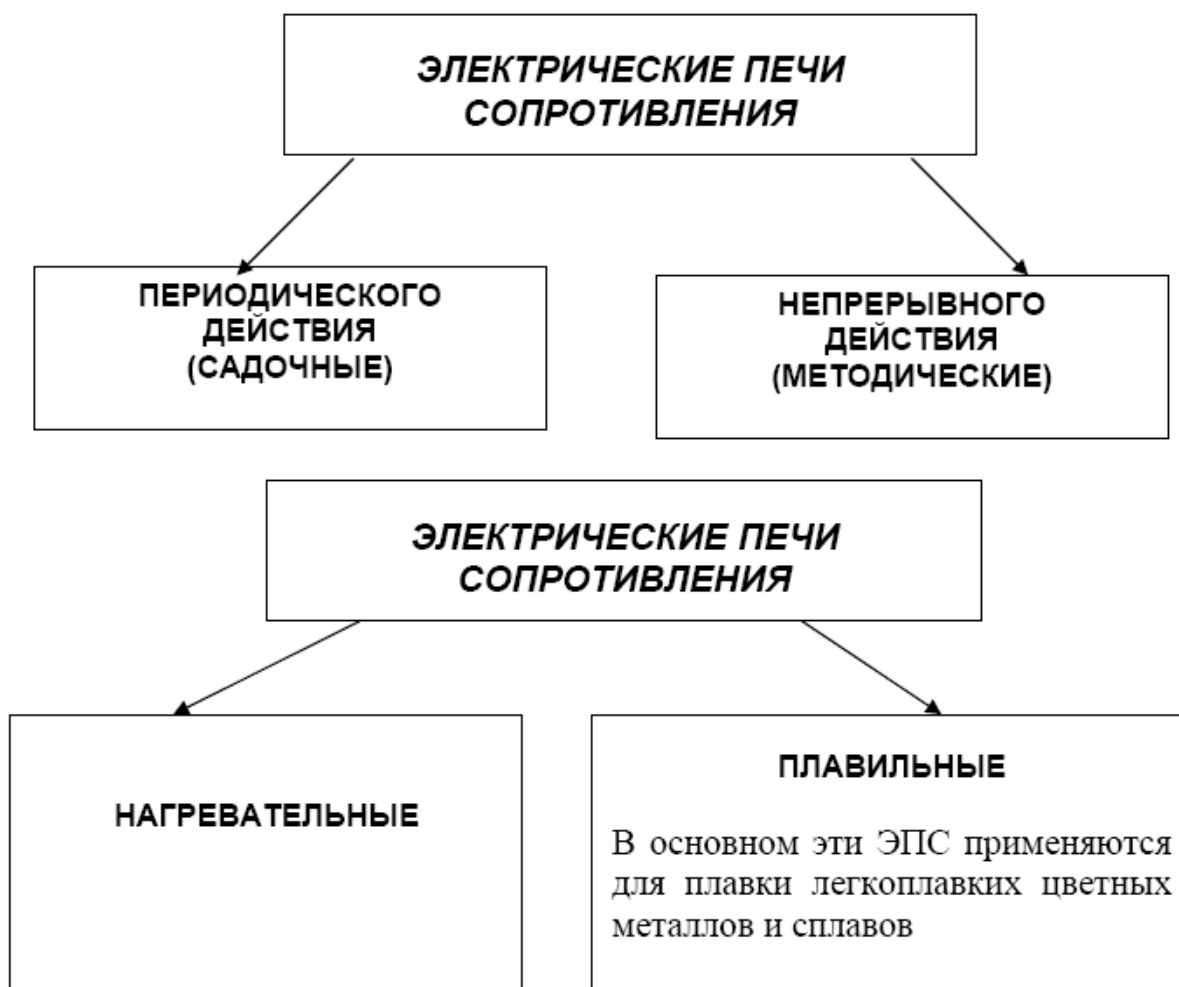 ЭЛЕКТРИЧЕСКИЕ ПЕЧИ
СОПРОТИВЛЕНИЯ
ПЕРИОДИЧЕСКОГО
ДЕЙСТВИЯ
(САДОЧНЫЕ)
НЕПРЕРЫВНОГО
ДЕЙСТВИЯ
(МЕТОДИЧЕСКИЕ)
ЭЛЕКТРИЧЕСКИЕ ПЕЧИ
СОПРОТИВЛЕНИЯ
НАГРЕВАТЕЛЬНЫЕ
ПЛАВИЛЬНЫЕ
В основном эти ЭПС применяются
для плавки легкоплавких цветных
металлов и сплавов